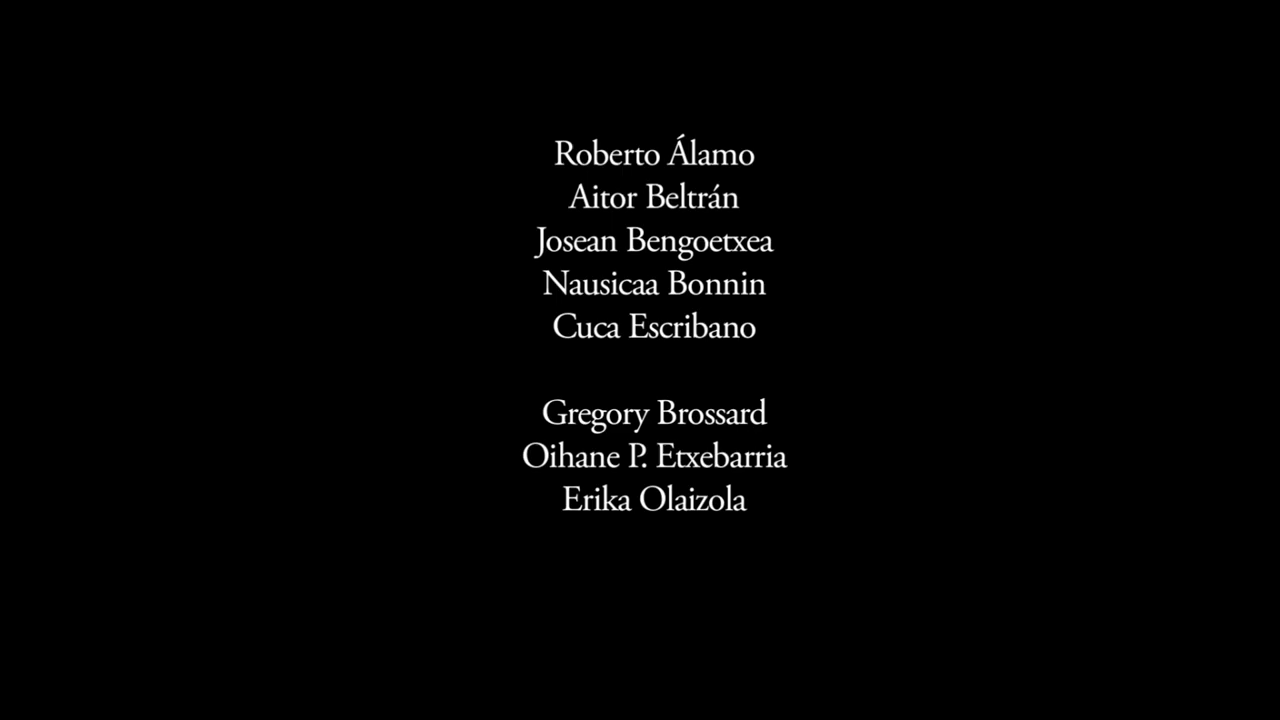 Roberto Álamo
Aitor Beltrán
Josean Bengoetxea
Nausicaa Bonnin
Cuca Escribano
Gregory Brossard
Oihane P. Etxebarria
Erika Olaizola